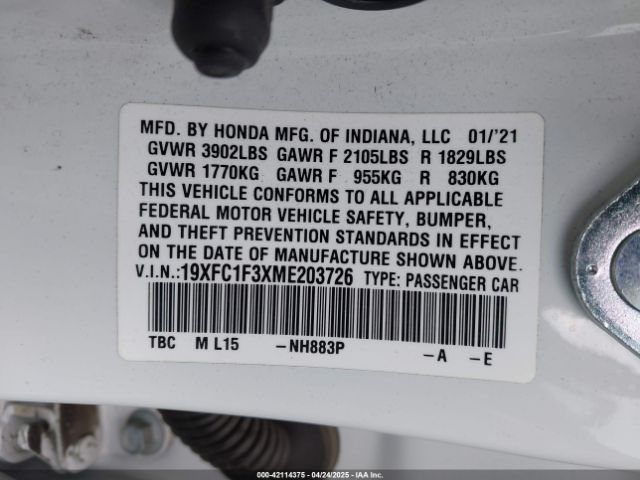 MFD. BY HONDA MFG. OF INDIANA, LLC 01/'21
GVWR 3902LBS GAWR F 2105LBS R 1829LBS
GVWR 1770KG GAWR F 955KG R 830KG
THIS VEHICLE CONFORMS TO ALL APPLICABLE
FEDERAL MOTOR VEHICLE SAFETY, BUMPER,
AND THEFT PREVENTION STANDARDS IN EFFECT
ON THE DATE OF MANUFACTURE SHOWN ABOVE.
V.I.N.:19XFC1F3XME203726 TYPE: PASSENGER CAR
TBC M L15 -NH883P -A -E
©-42114375 - 04/24/2025 - IAA Inc.